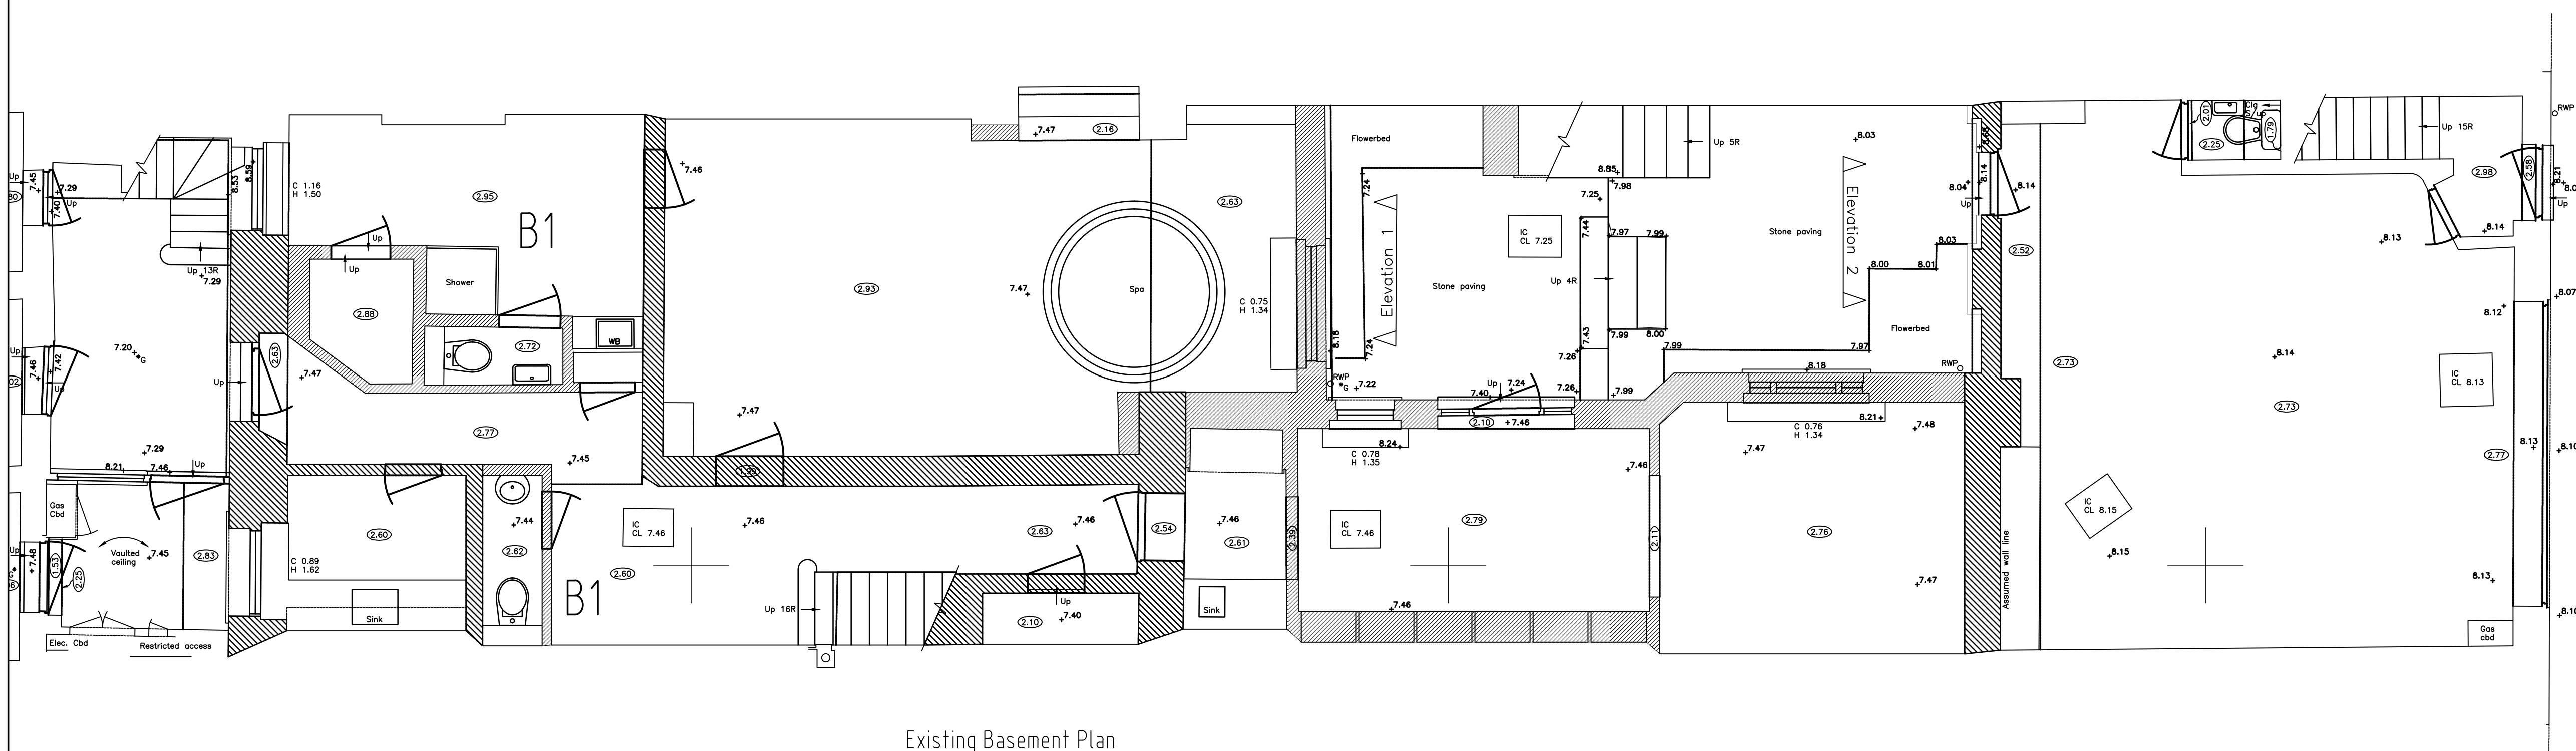 Up
7.45
7.29
7.40
Up
80
Up 13R
7.29
8.53
8.59
C 1.16
H 1.50
2.95
B1
Up
Up
2.88
Shower
2.72
WB
7.20
G
Up
7.46
7.42
Up
02
Up
2.63
7.47
2.77
7.45
7.29
8.21
7.46
Up
Gas
Cbd
Vaulted
ceiling
7.45
2.83
Up
7.48
1.53
2.25
Elec. Cbd
Restricted access
C 0.89
H 1.62
2.60
Sink
7.44
2.62
B1
2.60
IC
CL 7.46
7.46
2.63
7.46
Up 16R
Up
2.10
7.40
2.54
7.46
7.47
2.16
2.93
7.47
Spa
7.47
1.99
2.63
C 0.75
H 1.34
7.46
2.61
Sink
2.39
Flowerbed
7.24
Elevation 1
8.18
7.24
RWP
G
7.22
Stone paving
IC
CL 7.25
8.85
7.98
7.25
7.44
7.97
7.99
Up 4R
7.43
7.99
8.00
7.26
7.26
7.99
Up 5R
8.03
Stone paving
Elevation 2
8.00
8.01
8.03
7.99
7.97
Flowerbed
RWP
8.04
Up
8.68
8.14
8.14
Up
7.24
7.40
2.10
7.46
8.24
C 0.78
H 1.35
IC
CL 7.46
2.79
7.46
7.46
2.11
8.18
8.21
C 0.76
H 1.34
7.48
7.47
2.76
7.47
Assumed wall line
2.52
2.73
2.01
Clg
2.25
1.79
Up 15R
2.98
2.58
RWP
8.21
Up
8.14
8.13
8.14
2.73
8.12
8.07
IC
CL 8.13
IC
CL 8.15
8.15
2.77
8.13
8.13
Gas
cbd
Existing Basement Plan